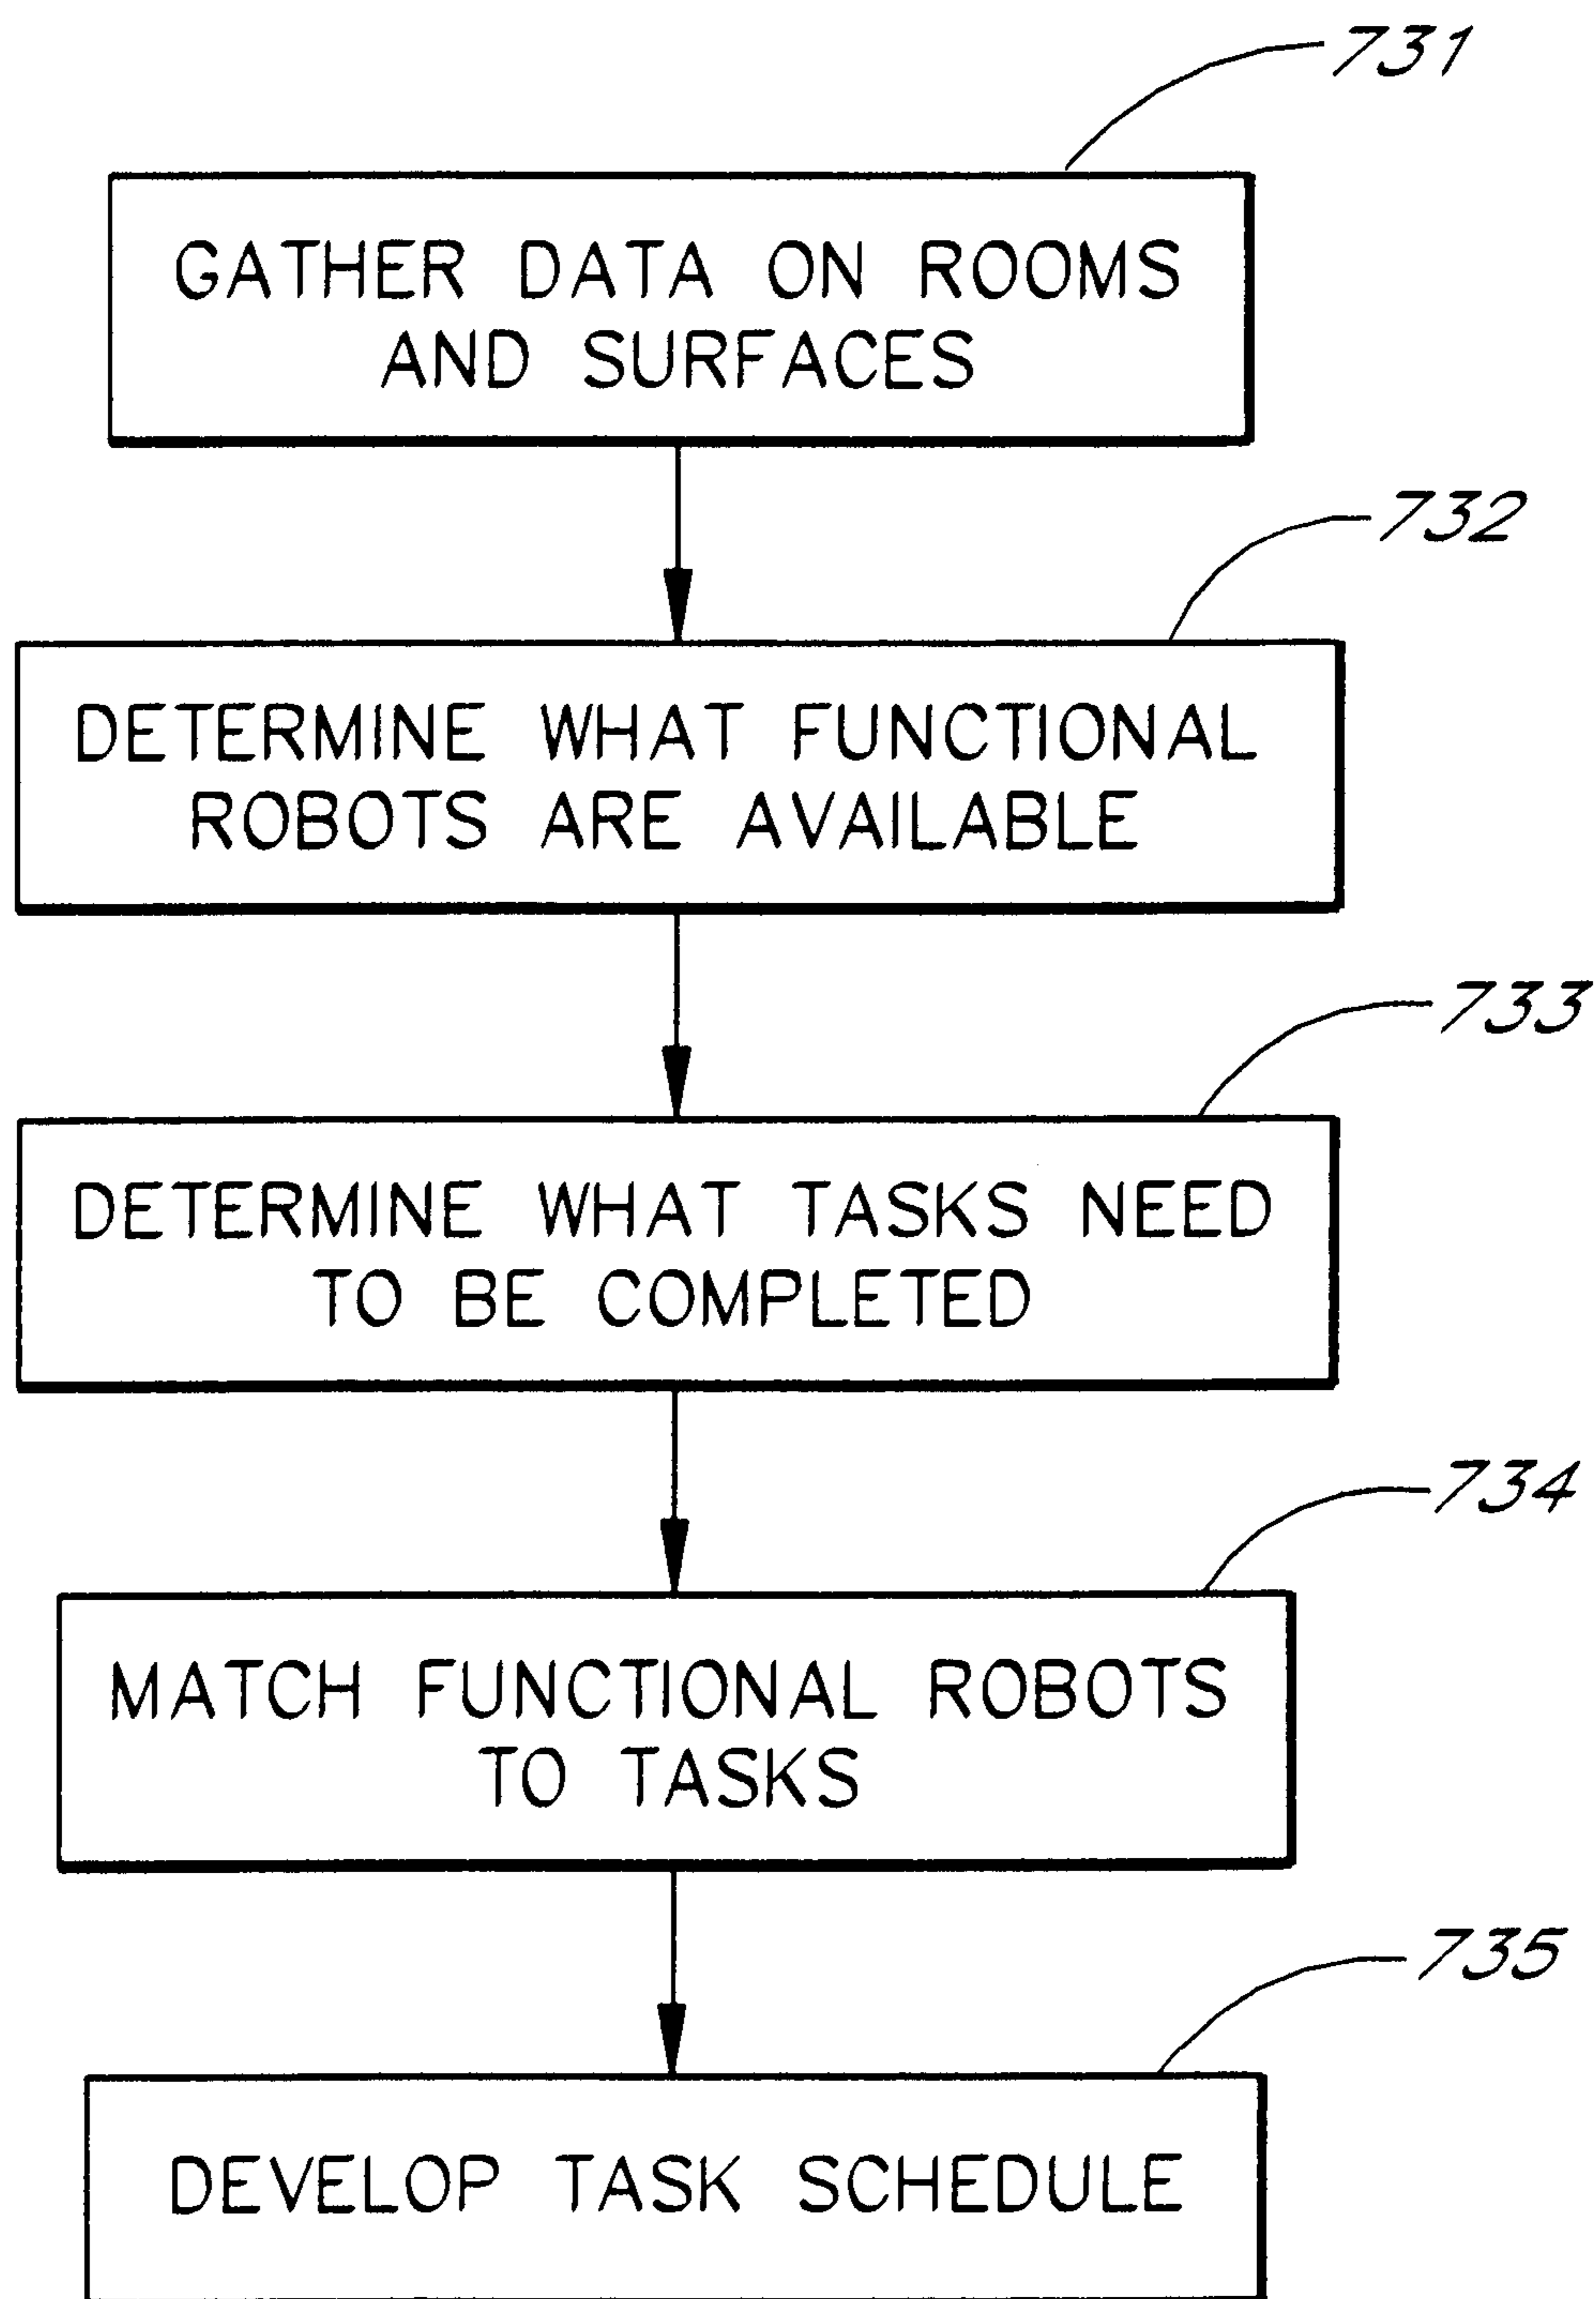 731
GATHER DATA ON ROOMS
AND SURFACES
732
DETERMINE WHAT FUNCTIONAL
ROBOTS ARE AVAILABLE
733
DETERMINE WHAT TASKS NEED
TO BE COMPLETED
734
MATCH FUNCTIONAL ROBOTS
TO TASKS
735
DEVELOP TASK SCHEDULE